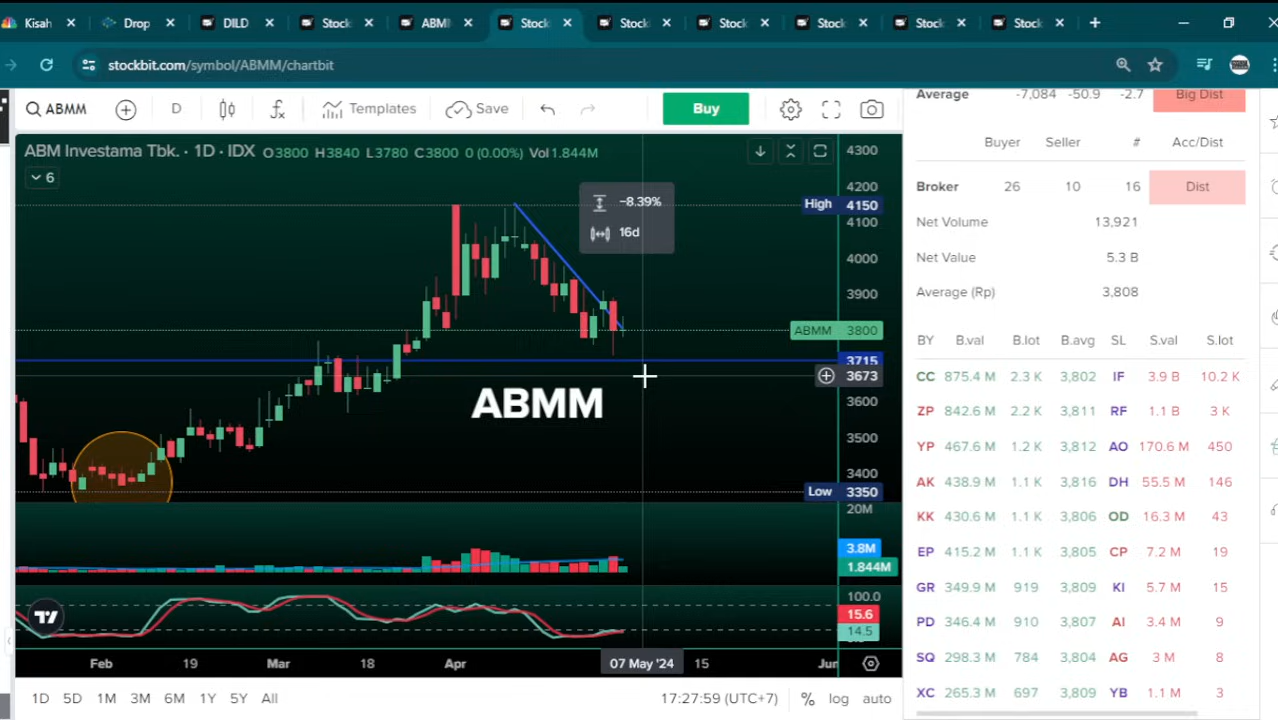 Kisah
Drop
DILD
Stock
ABM
Stock
Stock
Stock
Stock
Stock
Stock
stockbit.com/symbol/ABMM/chartbit
ABMM
D
Templates
Save
Buy
ABM Investama Tbk. · 1D · IDX O3800 H3840 L3780 C3800 0 (0.00%) Vol1.844M
6
−8.39%
16d
4300
4200
High 4150
4100
4000
3900
ABMM 3800
3715
3673
3600
3500
3400
Low 3350
20M
3.8M
1.844M
100.0
15.6
14.5
ABMM
Feb 19 Mar 18 Apr 07 May '24 15 Jun
1D 5D 1M 3M 6M 1Y 5Y All
17:27:59 (UTC+7) % log auto
Average -7,084 -50.9 -2.7 Big Dist
Buyer Seller # Acc/Dist
Broker 26 10 16 Dist
Net Volume 13,921
Net Value 5.3 B
Average (Rp) 3,808
BY B.val B.lot B.avg SL S.val S.lot
CC 875.4 M 2.3 K 3,802 IF 3.9 B 10.2 K
ZP 842.6 M 2.2 K 3,811 RF 1.1 B 3 K
YP 467.6 M 1.2 K 3,812 AO 170.6 M 450
AK 438.9 M 1.1 K 3,816 DH 55.5 M 146
KK 430.6 M 1.1 K 3,806 OD 16.3 M 43
EP 415.2 M 1.1 K 3,805 CP 7.2 M 19
GR 349.9 M 919 3,809 KI 5.7 M 15
PD 346.4 M 910 3,807 AI 3.4 M 9
SQ 298.3 M 784 3,804 AG 3 M 8
XC 265.3 M 697 3,809 YB 1.1 M 3